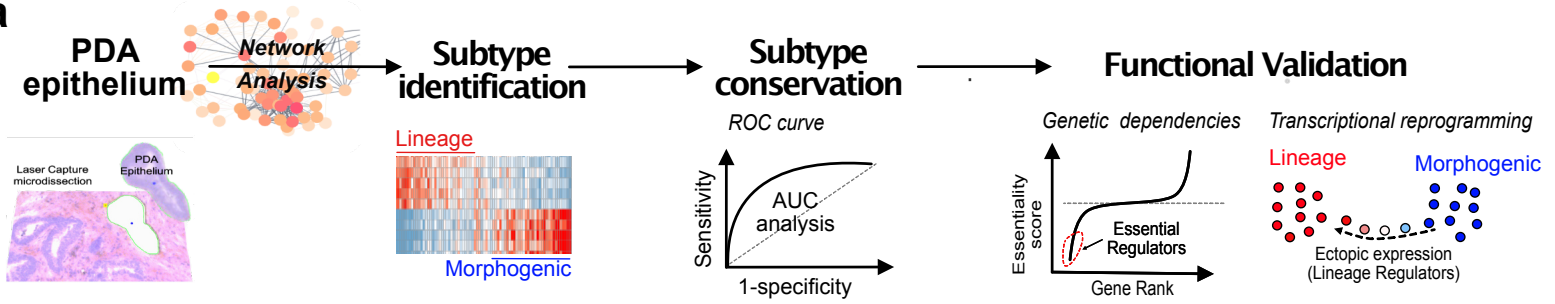 a
PDA
epithelium
Network
Analysis
Subtype
identification
Subtype
conservation
Functional Validation
Laser Capture
microdissection
PDA
Epithelium
Lineage
Morphogenic
ROC curve
Sensitivity
AUC
analysis
1-specificity
Genetic dependencies
Essentiality
score
Essential
Regulators
Gene Rank
Transcriptional reprogramming
Lineage
Morphogenic
Ectopic expression
(Lineage Regulators)